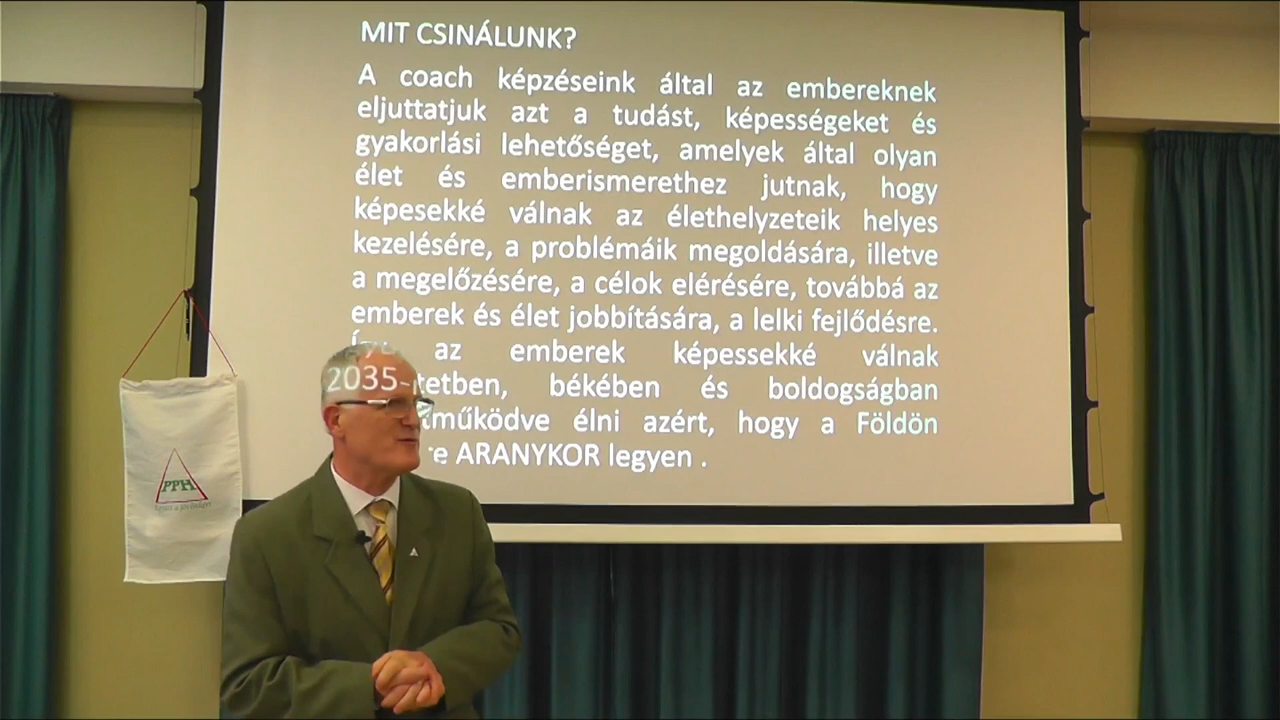 MIT CSINÁLUNK?
A coach képzéseink által az embereknek
eljuttatjuk azt a tudást, képességeket és
gyakorlási lehetőséget, amelyek által olyan
élet és emberismerethez jutnak, hogy
képesekké válnak az élethelyzeteik helyes
kezelésére, a problémáik megoldására, illetve
a megelőzésére, a célok elérésére, továbbá az
emberek és élet jobbítására, a lelki fejlődésre.
az emberek képessekké válnak
békében és boldogságban
élni azért, hogy a Földön
2035-re ARANYKOR legyen .
PPH